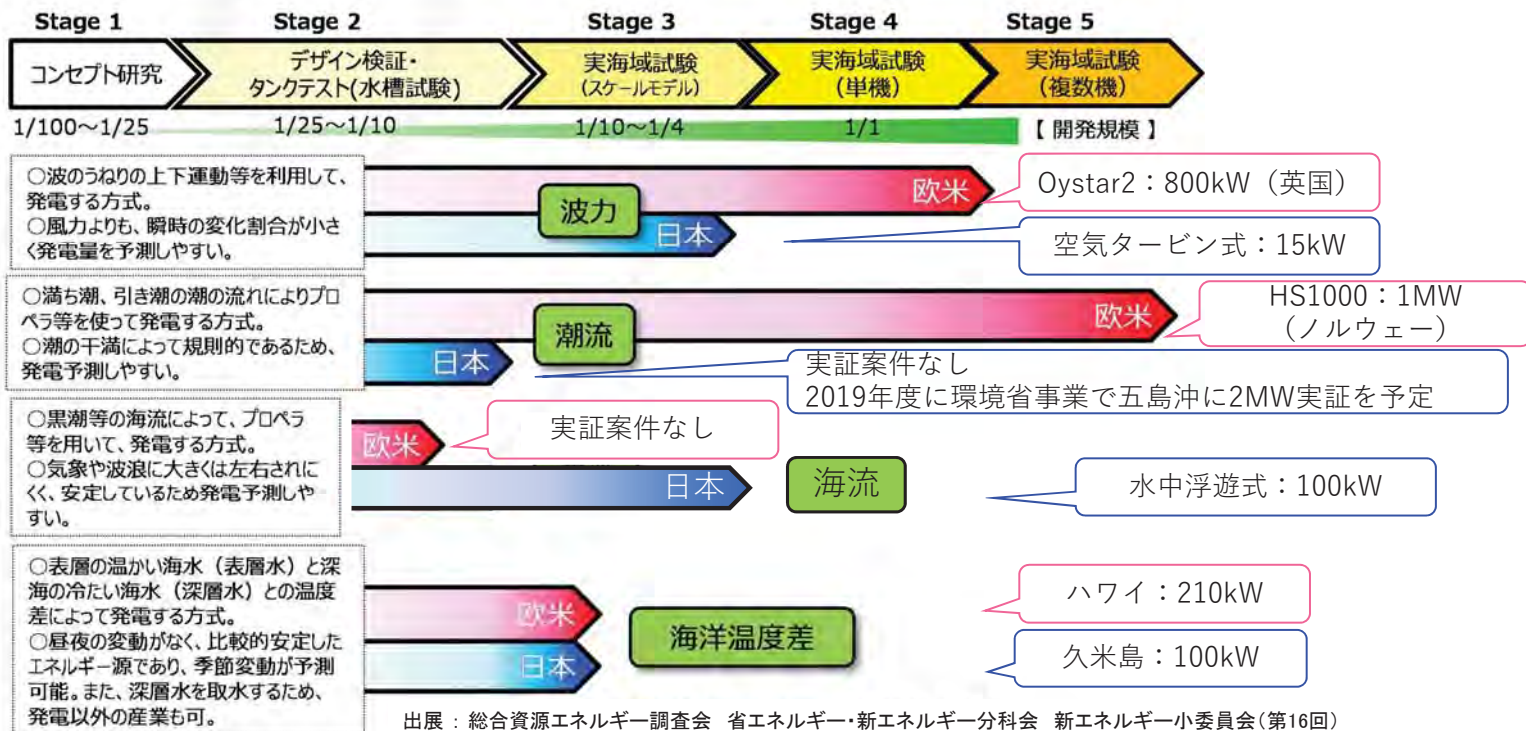 Stage 1
Stage 2
Stage 3
Stage 4
Stage 5
コンセプト研究
デザイン検証・
タンクテスト(水槽試験)
実海域試験
(スケールモデル)
実海域試験
(単機)
実海域試験
(複数機)
1/100～1/25
1/25～1/10
1/10～1/4
1/1
【 開発規模 】
○波のうねりの上下運動等を利用して、
発電する方式。
○風力よりも、瞬時の変化割合が小さ
く発電量を予測しやすい。
欧米
波力
日本
Oystar2：800kW（英国）
空気タービン式：15kW
○満ち潮、引き潮の潮の流れによりプロ
ペラ等を使って発電する方式。
○潮の干満によって規則的であるため、
発電予測しやすい。
欧米
潮流
日本
HS1000：1MW
（ノルウェー）
実証案件なし
2019年度に環境省事業で五島沖に2MW実証を予定
○黒潮等の海流によって、プロペラ
等を用いて、発電する方式。
○気象や波浪に大きくは左右されに
くく、安定しているため発電予測しや
すい。
欧米
実証案件なし
日本
海流
水中浮遊式：100kW
○表層の温かい海水（表層水）と深
海の冷たい海水（深層水）との温度
差によって発電する方式。
○昼夜の変動がなく、比較的安定した
エネルギー源であり、季節変動が予測
可能。また、深層水を取水するため、
発電以外の産業も可。
欧米
日本
海洋温度差
ハワイ：210kW
久米島：100kW
出展 : 総合資源エネルギー調査会 省エネルギー・新エネルギー分科会 新エネルギー小委員会(第16回)